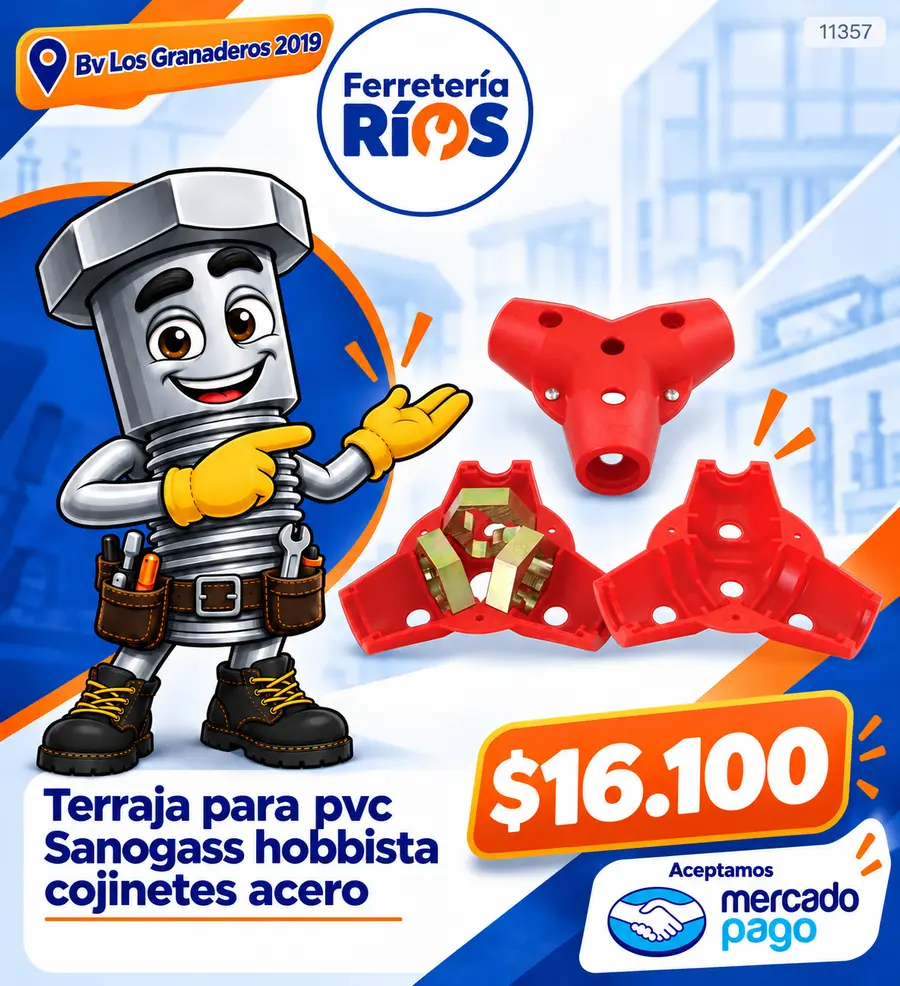 Bv Los Granaderos 2019
Ferretería
RÍOS
11357
$16.100
Terraja para pvc
Sanogass hobbista
cojinetes acero
Aceptamos
mercado
pago